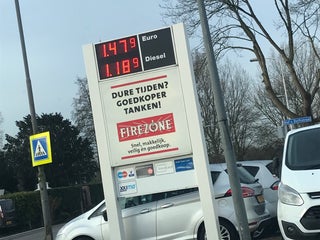 1.479 Euro
1.189 Diesel
DURE TIJDEN?
GOEDKOPER
TANKEN!
FIREZONE
Snel, makkelijk,
veilig en goedkoop.